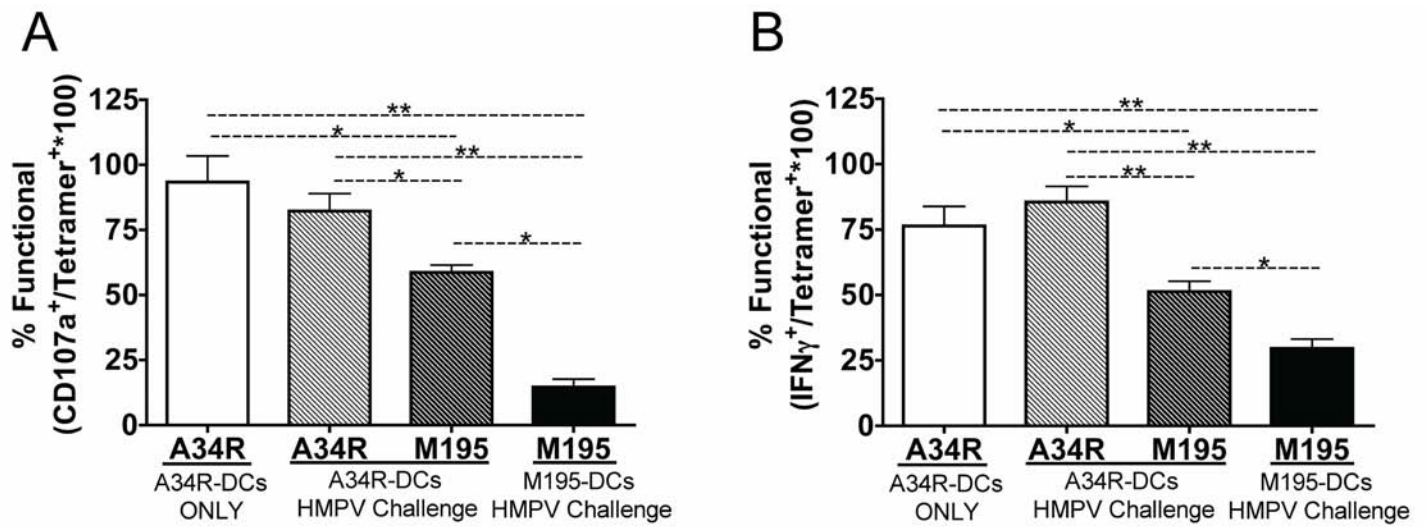 A
% Functional
(CD107a⁺/Tetramer⁺*100)
125
100
75
50
25
0
**
*
**
*
*
A34R
A34R
M195
M195
A34R-DCs
ONLY
A34R-DCs
HMPV Challenge
M195-DCs
HMPV Challenge
B
% Functional
(IFNγ⁺/Tetramer⁺*100)
125
100
75
50
25
0
**
*
**
**
*
A34R
A34R
M195
M195
A34R-DCs
ONLY
A34R-DCs
HMPV Challenge
M195-DCs
HMPV Challenge